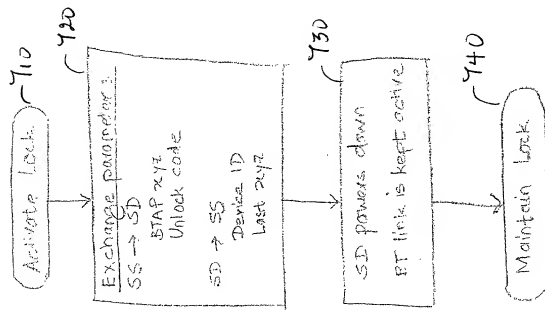 Activate Lock
710
720
Exchange parameters:
SS → SD
BTAP xyz
Unlock code
SD → SS
Device ID
Last xyz
730
SD powers down
BT link is kept active
740
Maintain Lock